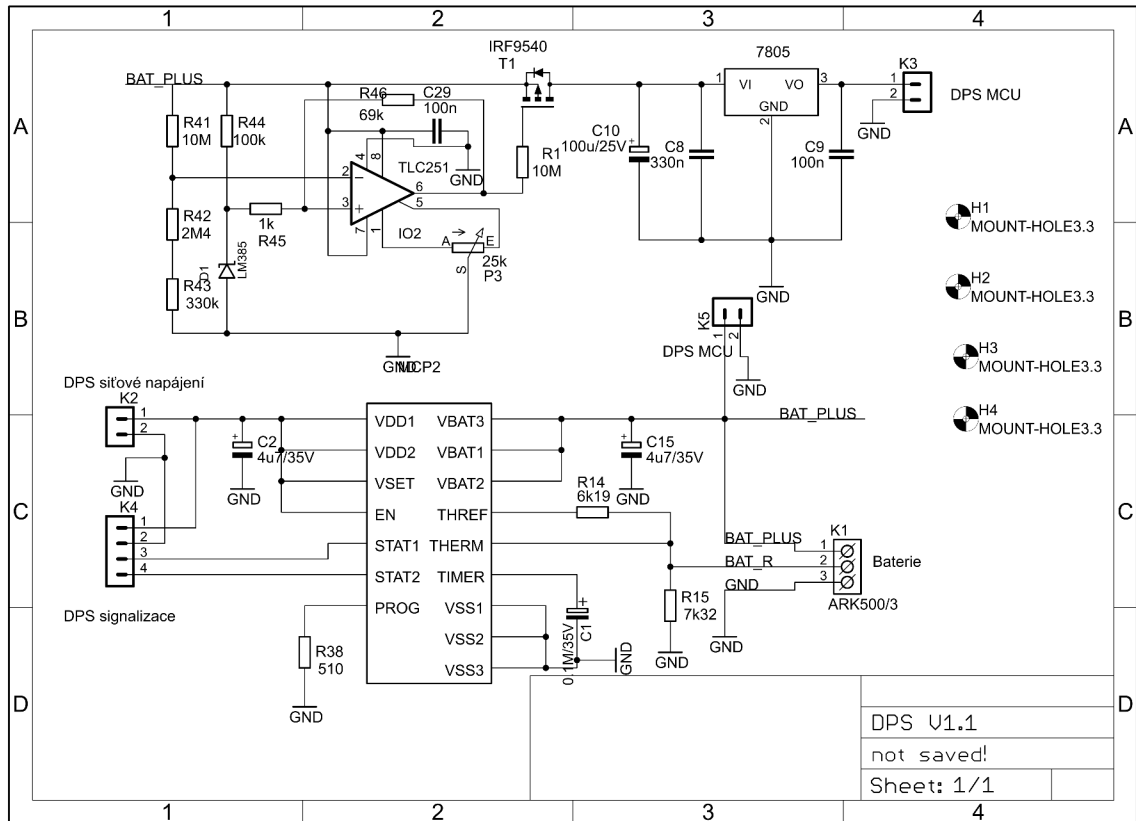 1 2 3 4
A
B
C
D
A
B
C
D
1 2 3 4
BAT_PLUS
R41
10M
R44
100k
R46
69k
C29
100n
IRF9540
T1
R1
10M
TLC251
4
8
2
3
6
5
7
1
GND
R42
2M4
1k
R45
R43
330k
D1
LM385
IO2
A
E
S
25k
P3
GND
C10
100u/25V
C8
330n
7805
1
VI
VO
3
GND
2
C9
100n
GND
K3
1
2
DPS MCU
GND
K5
1
2
DPS MCU
GND
H1
MOUNT-HOLE3.3
H2
MOUNT-HOLE3.3
H3
MOUNT-HOLE3.3
H4
MOUNT-HOLE3.3
DPS síťové napájení
K2
1
2
GND
K4
1
2
3
4
DPS signalizace
C2
4u7/35V
GND
MCP2
VDD1 VBAT3
VDD2 VBAT1
VSET VBAT2
EN THREF
STAT1 THERM
STAT2 TIMER
PROG VSS1
VSS2
VSS3
R38
510
GND
C15
4u7/35V
GND
BAT_PLUS
R14
6k19
R15
7k32
GND
C1
0.1M/35V
GND
BAT_PLUS
BAT_R
GND
GND
K1
1
2
3
ARK500/3
Baterie
DPS V1.1
not saved!
Sheet: 1/1